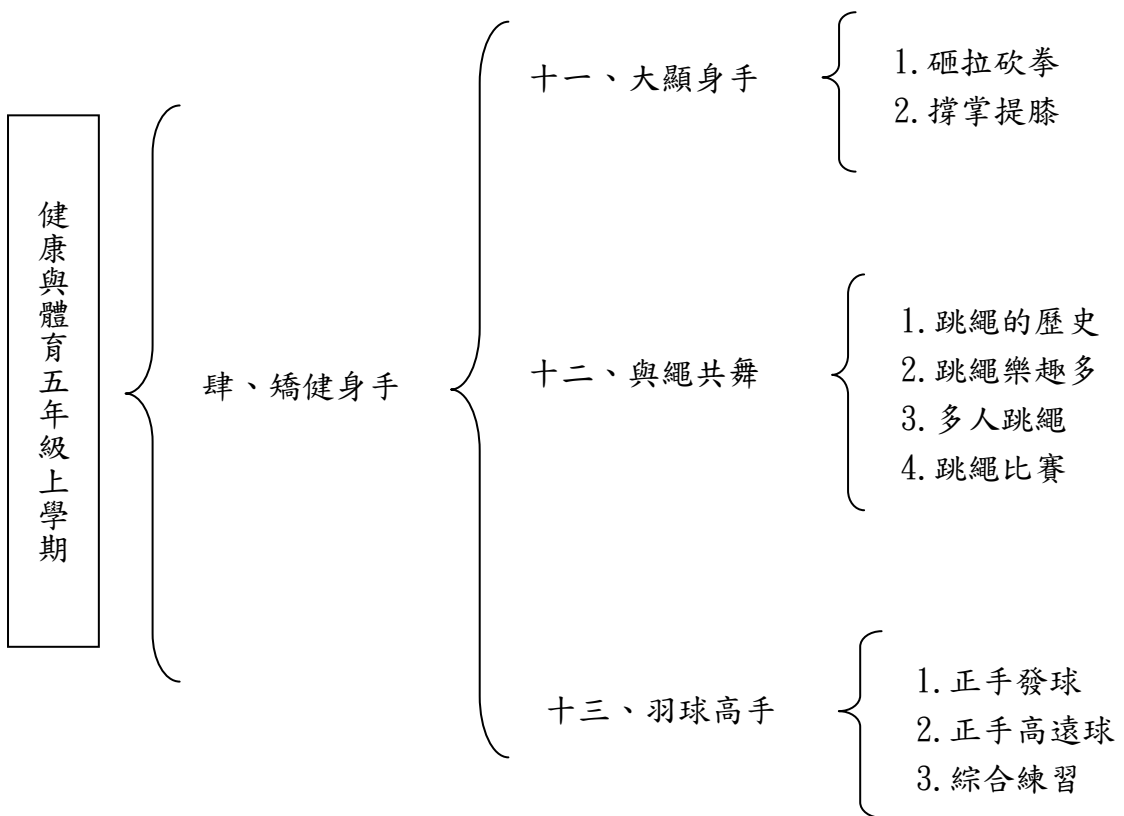 健康與體育五年級上學期
肆、矯健身手
十一、大顯身手
1.砸拉砍拳
2.撐掌提膝
十二、與繩共舞
1.跳繩的歷史
2.跳繩樂趣多
3.多人跳繩
4.跳繩比賽
十三、羽球高手
1.正手發球
2.正手高遠球
3.綜合練習